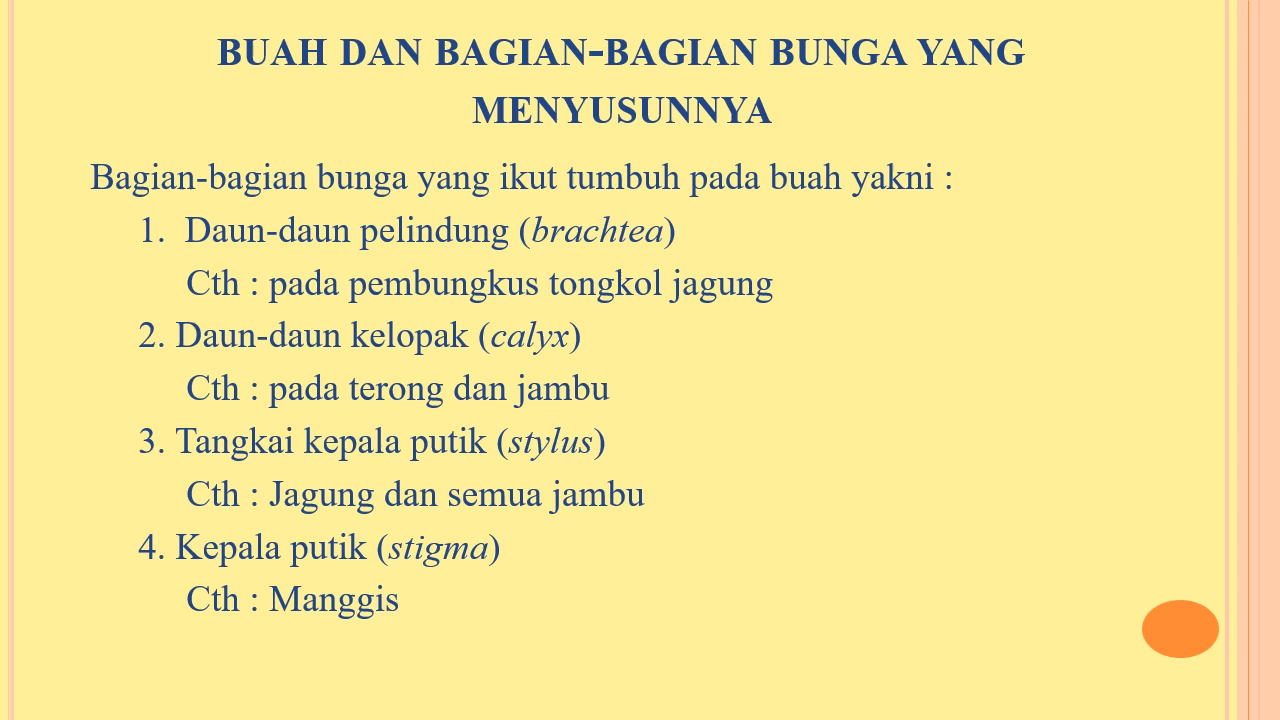 BUAH DAN BAGIAN-BAGIAN BUNGA YANG
MENYUSUNNYA
Bagian-bagian bunga yang ikut tumbuh pada buah yakni :
1. Daun-daun pelindung (brachtea)
Cth : pada pembungkus tongkol jagung
2. Daun-daun kelopak (calyx)
Cth : pada terong dan jambu
3. Tangkai kepala putik (stylus)
Cth : Jagung dan semua jambu
4. Kepala putik (stigma)
Cth : Manggis